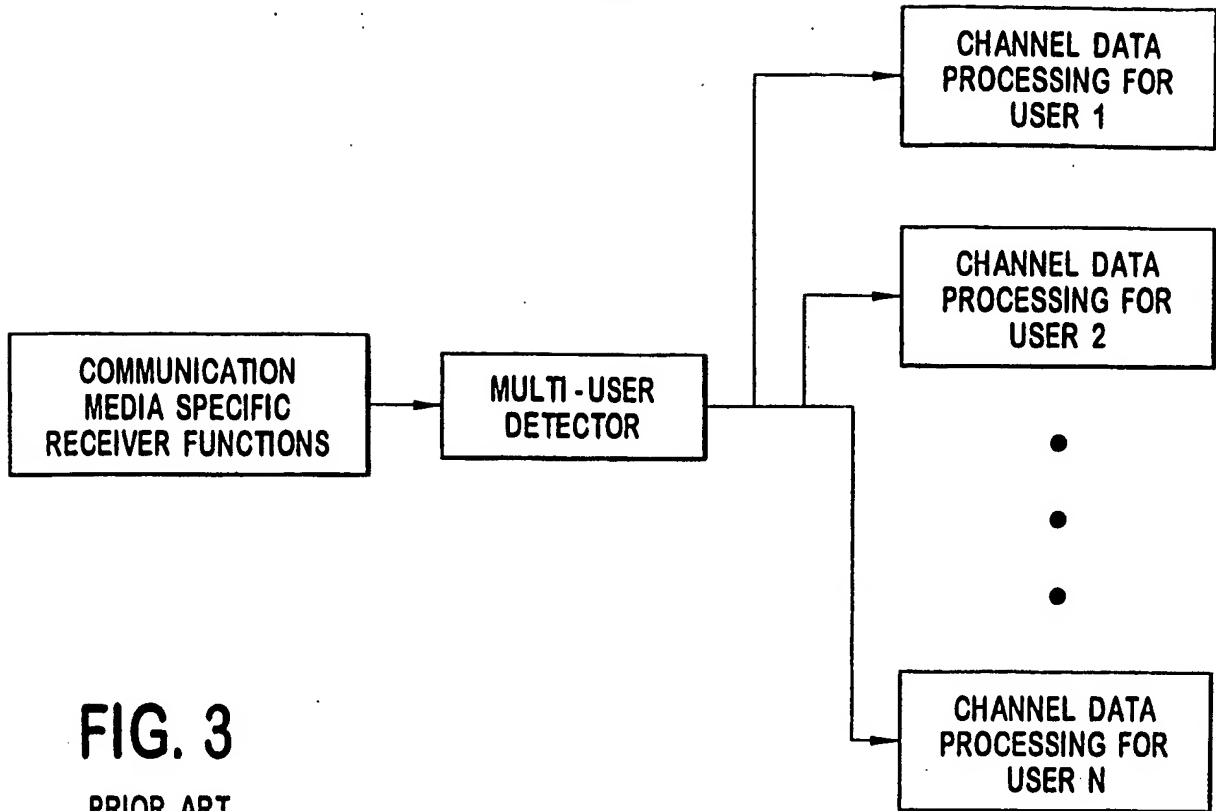 CHANNEL DATA
PROCESSING FOR
USER 1
CHANNEL DATA
PROCESSING FOR
USER 2
COMMUNICATION
MEDIA SPECIFIC
RECEIVER FUNCTIONS
MULTI-USER
DETECTOR
CHANNEL DATA
PROCESSING FOR
USER N
FIG. 3
PRIOR ART